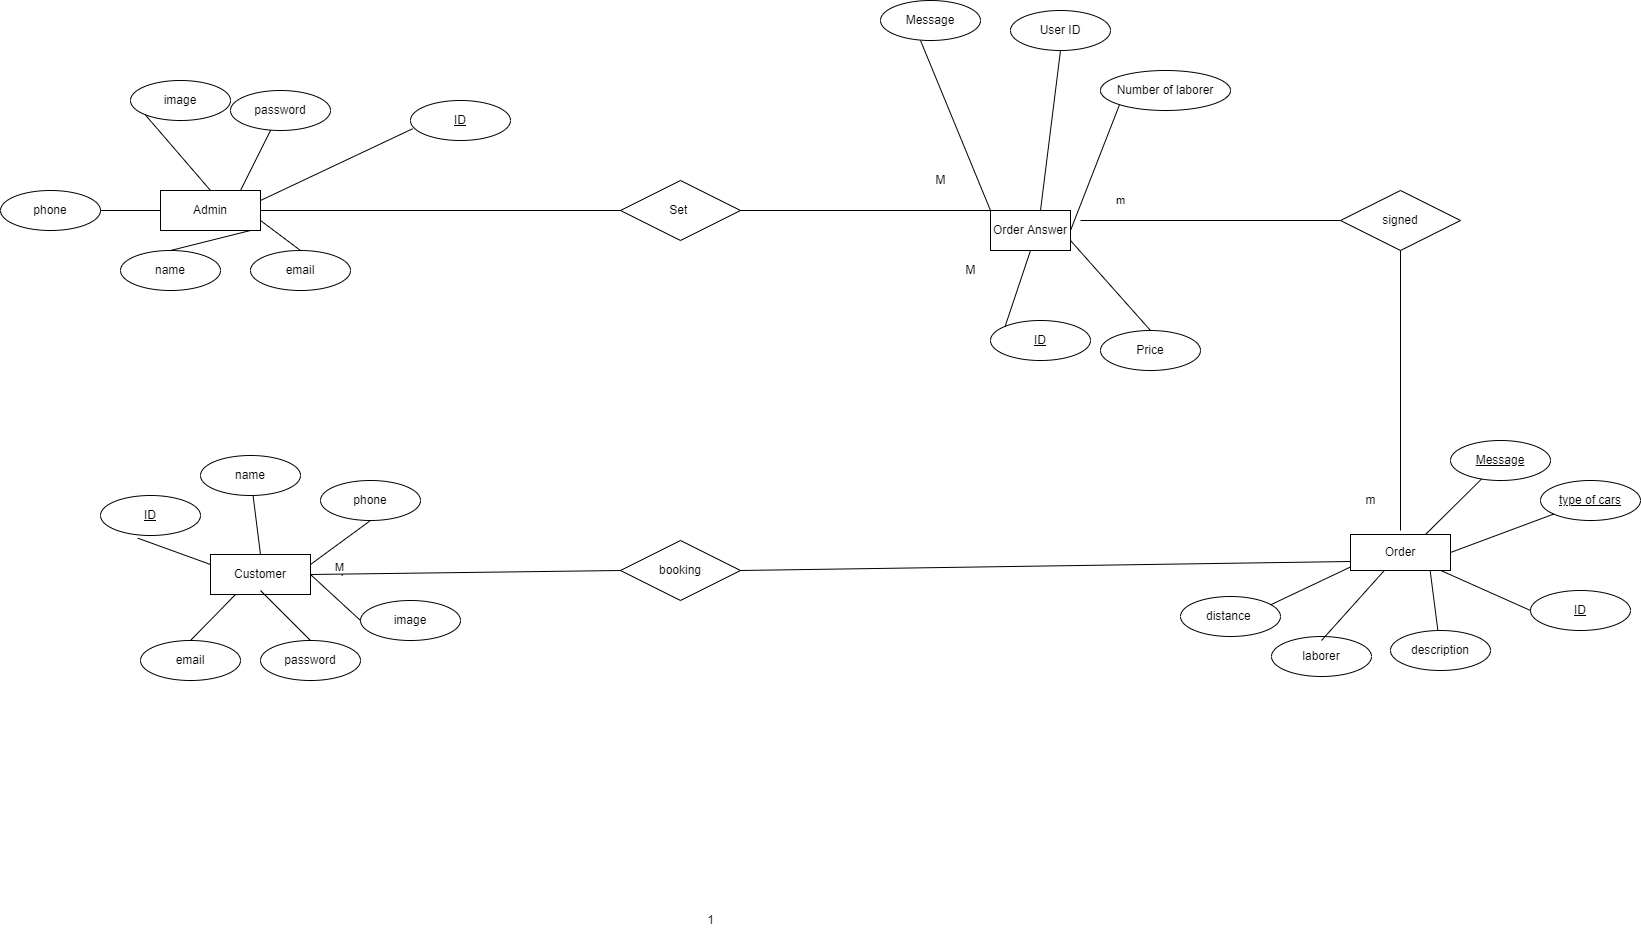 Message
User ID
Number of laborer
image
password
ID
M
m
phone
Admin
Set
Order Answer
signed
name
email
M
ID
Price
Message
name
phone
type of cars
m
ID
Order
M
Customer
booking
image
distance
ID
laborer
description
email
password
1